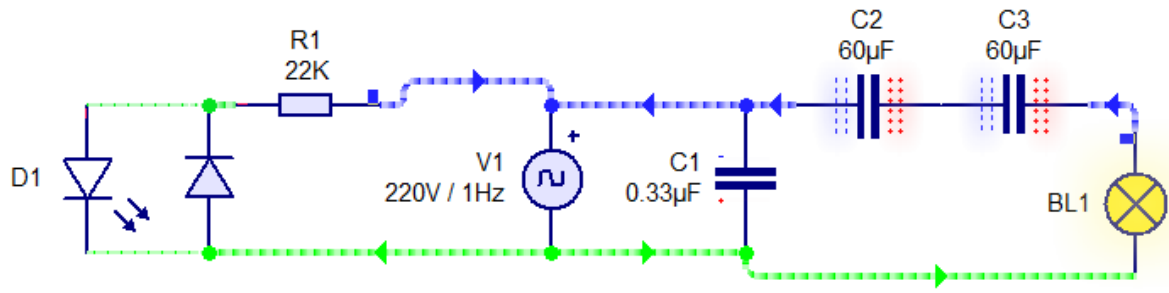 R1
22K
D1
V1
220V / 1Hz
C1
0.33µF
C2
60µF
C3
60µF
BL1